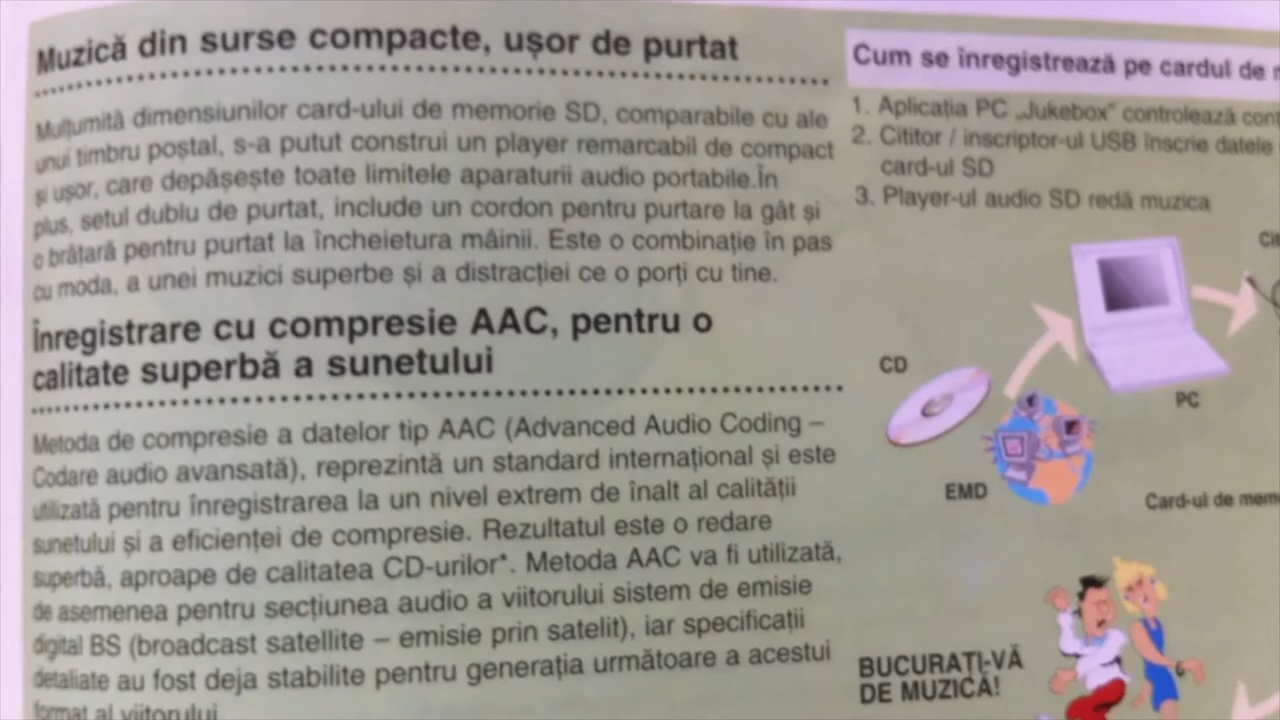 Muzică din surse compacte, ușor de purtat
Mulțumită dimensiunilor card-ului de memorie SD, comparabile cu ale
unui timbru poștal, s-a putut construi un player remarcabil de compact
și ușor, care depășește toate limitele aparaturii audio portabile.În
plus, setul dublu de purtat, include un cordon pentru purtare la gât și
o brățară pentru purtat la încheietura mâinii. Este o combinație în pas
cu moda, a unei muzici superbe și a distracției ce o porți cu tine.
Înregistrare cu compresie AAC, pentru o
calitate superbă a sunetului
Metoda de compresie a datelor tip AAC (Advanced Audio Coding –
Codare audio avansată), reprezintă un standard internațional și este
utilizată pentru înregistrarea la un nivel extrem de înalt al calității
sunetului și a eficienței de compresie. Rezultatul este o redare
superbă, aproape de calitatea CD-urilor*. Metoda AAC va fi utilizată,
de asemenea pentru secțiunea audio a viitorului sistem de emisie
digital BS (broadcast satellite – emisie prin satelit), iar specificații
detaliate au fost deja stabilite pentru generația următoare a acestui
format al viitorului
Cum se înregistrează pe cardul de
1. Aplicația PC „Jukebox" controlează
2. Cititor / inscriptor-ul USB înscrie datele
card-ul SD
3. Player-ul audio SD redă muzica
CD
PC
EMD
Card-ul de
BUCURAȚI-VĂ
DE MUZICĂ!